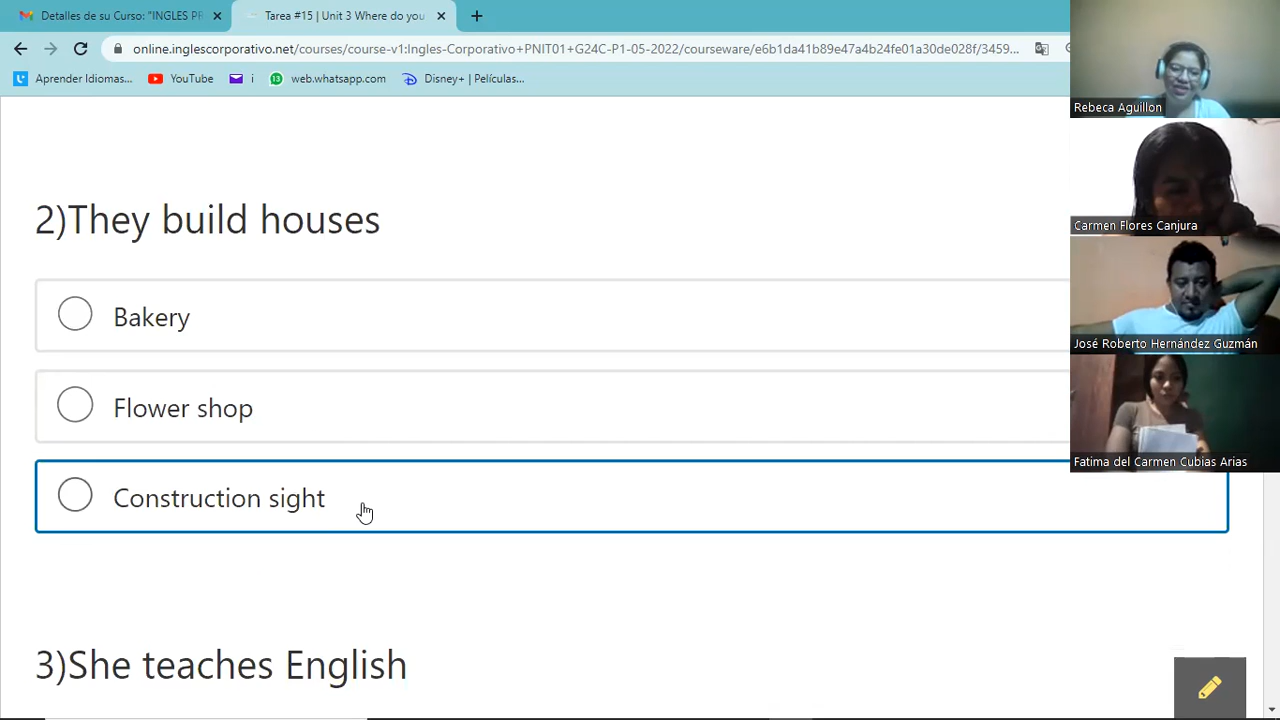 Detalles de su Curso: "INGLES PR
Tarea #15 | Unit 3 Where do you
online.inglescorporativo.net/courses/course-v1:Ingles-Corporativo+PNIT01+G24C-P1-05-2022/courseware/e6b1da41b89e47a4b24fe01a30de028f/3459...
Aprender Idiomas...
YouTube
i
13
web.whatsapp.com
Disney+ | Películas,...
Rebeca Aguillon
Carmen Flores Canjura
José Roberto Hernández Guzmán
Fatima del Carmen Cubias Arias
2)They build houses
Bakery
Flower shop
Construction sight
3)She teaches English